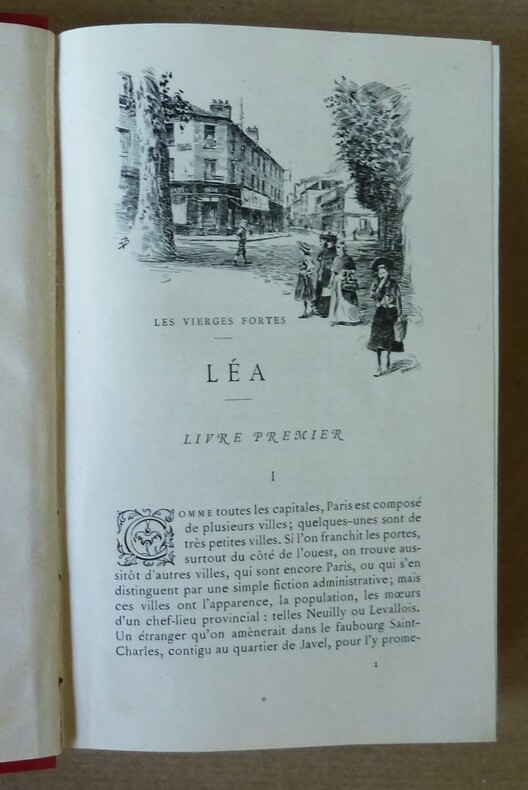 LES VIERGES FORTES
LÉA
LIVRE PREMIER
I
COMME toutes les capitales, Paris est composé
de plusieurs villes; quelques-unes sont de
très petites villes. Si l'on franchit les portes,
surtout du côté de l'ouest, on trouve aus-
sitôt d'autres villes, qui sont encore Paris, ou qui s'en
distinguent par une simple fiction administrative; mais
ces villes ont l'apparence, la population, les mœurs
d'un chef-lieu provincial : telles Neuilly ou Levallois.
Un étranger qu'on amènerait dans le faubourg Saint-
Charles, contigu au quartier de Javel, pour l'y prome-
1